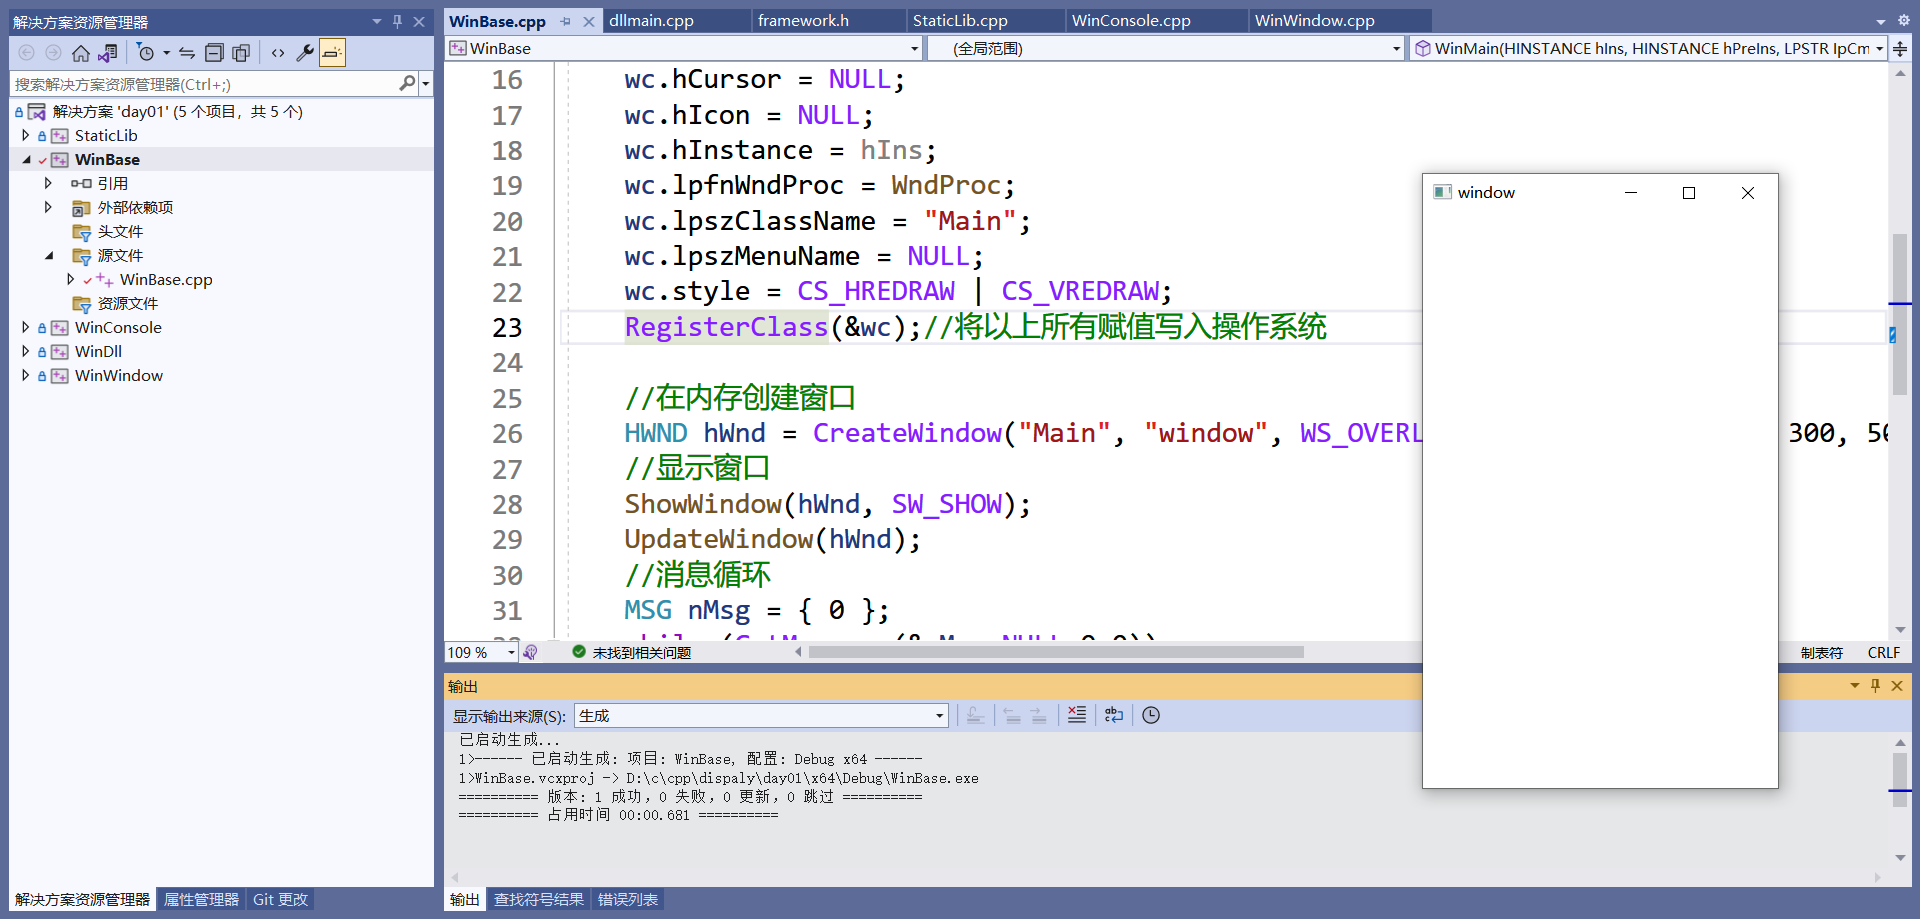 解决方案资源管理器
搜索解决方案资源管理器(Ctrl+;)
解决方案 'day01' (5 个项目，共 5 个)
StaticLib
WinBase
引用
外部依赖项
头文件
源文件
WinBase.cpp
资源文件
WinConsole
WinDll
WinWindow
解决方案资源管理器 属性管理器 Git 更改
WinBase.cpp dllmain.cpp framework.h StaticLib.cpp WinConsole.cpp WinWindow.cpp
WinBase (全局范围) WinMain(HINSTANCE hIns, HINSTANCE hPreIns, LPSTR lpCm
16 wc.hCursor = NULL;
17 wc.hIcon = NULL;
18 wc.hInstance = hIns;
19 wc.lpfnWndProc = WndProc;
20 wc.lpszClassName = "Main";
21 wc.lpszMenuName = NULL;
22 wc.style = CS_HREDRAW | CS_VREDRAW;
23 RegisterClass(&wc);//将以上所有赋值写入操作系统
24
25 //在内存创建窗口
26 HWND hWnd = CreateWindow("Main", "window", WS_OVERL 300, 50
27 //显示窗口
28 ShowWindow(hWnd, SW_SHOW);
29 UpdateWindow(hWnd);
30 //消息循环
31 MSG nMsg = { 0 };
window
109 % 未找到相关问题 制表符 CRLF
输出
显示输出来源(S): 生成
已启动生成...
1>------ 已启动生成: 项目: WinBase, 配置: Debug x64 ------
1>WinBase.vcxproj -> D:\c\cpp\dispaly\day01\x64\Debug\WinBase.exe
========== 版本: 1 成功，0 失败，0 更新，0 跳过 ==========
========== 占用时间 00:00.681 ==========
输出 查找符号结果 错误列表